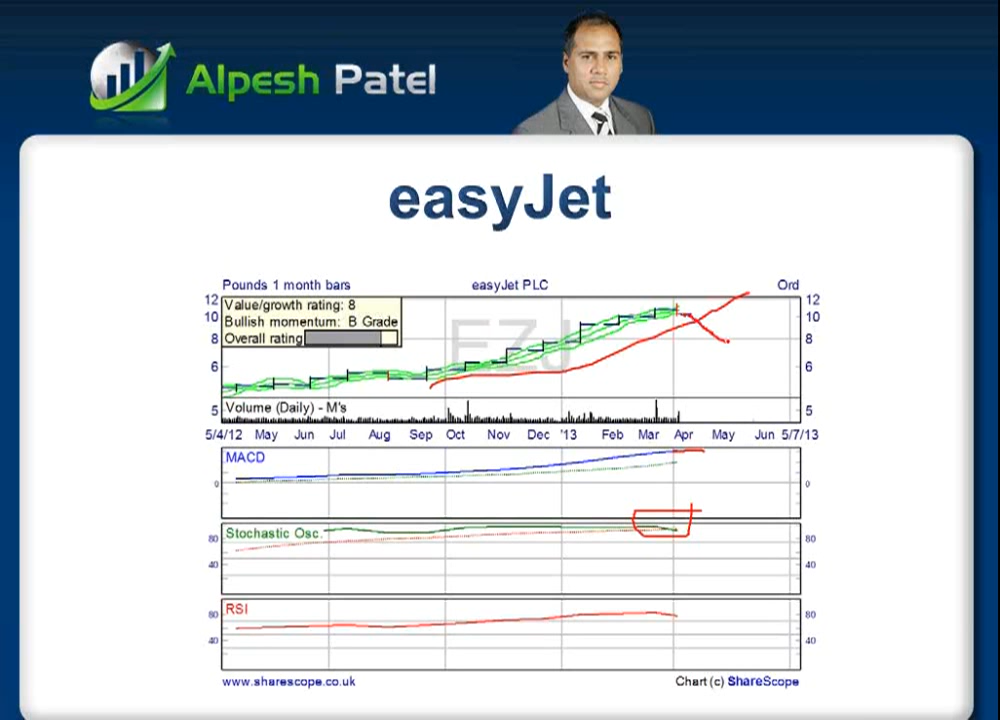 Alpesh Patel
easyJet
Pounds 1 month bars easyJet PLC Ord
12 Value/growth rating: 8 12
10 Bullish momentum: B Grade 10
8 Overall rating 8
EZJ
6 6
5 Volume (Daily) - M's 5
5/4/12 May Jun Jul Aug Sep Oct Nov Dec '13 Feb Mar Apr May Jun 5/7/13
MACD
0 0
Stochastic Osc.
80 80
40 40
RSI
80 80
40 40
www.sharescope.co.uk Chart (c) ShareScope